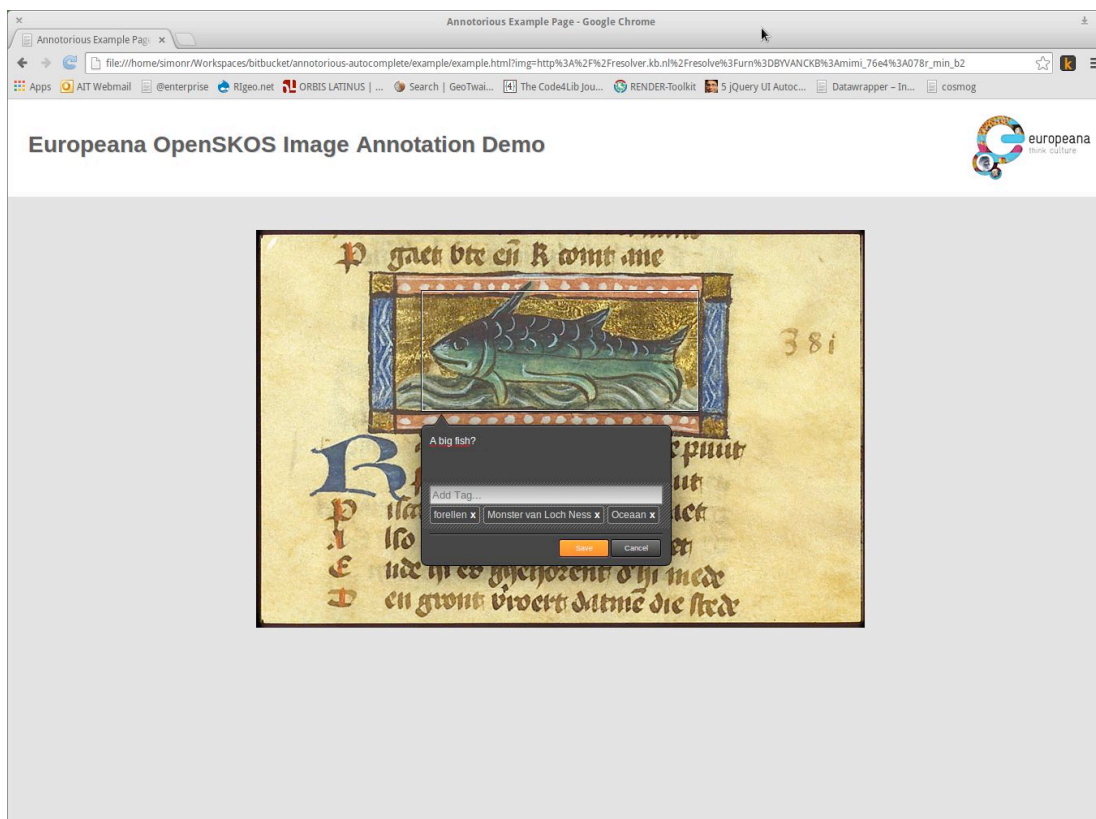 Annotorious Example Page - Google Chrome
Annotorious Example Pag
file:///home/simonr/Workspaces/bitbucket/annotorious-autocomplete/example/example.html?img=http%3A%2F%2Fresolver.kb.nl%2Fresolve%3Furn%3DBYVANCKB%3Amimi_76e4%3A078r_min_b2
Apps AIT Webmail @enterprise RIgeo.net ORBIS LATINUS | ... Search | GeoTwai... The Code4Lib Jou... RENDER-Toolkit 5 jQuery UI Autoc... Datawrapper – In... cosmog
Europeana OpenSKOS Image Annotation Demo
europeana
think culture
381
A big fish?
Add Tag...
forellen x Monster van Loch Ness x Oceaan x
Save Cancel